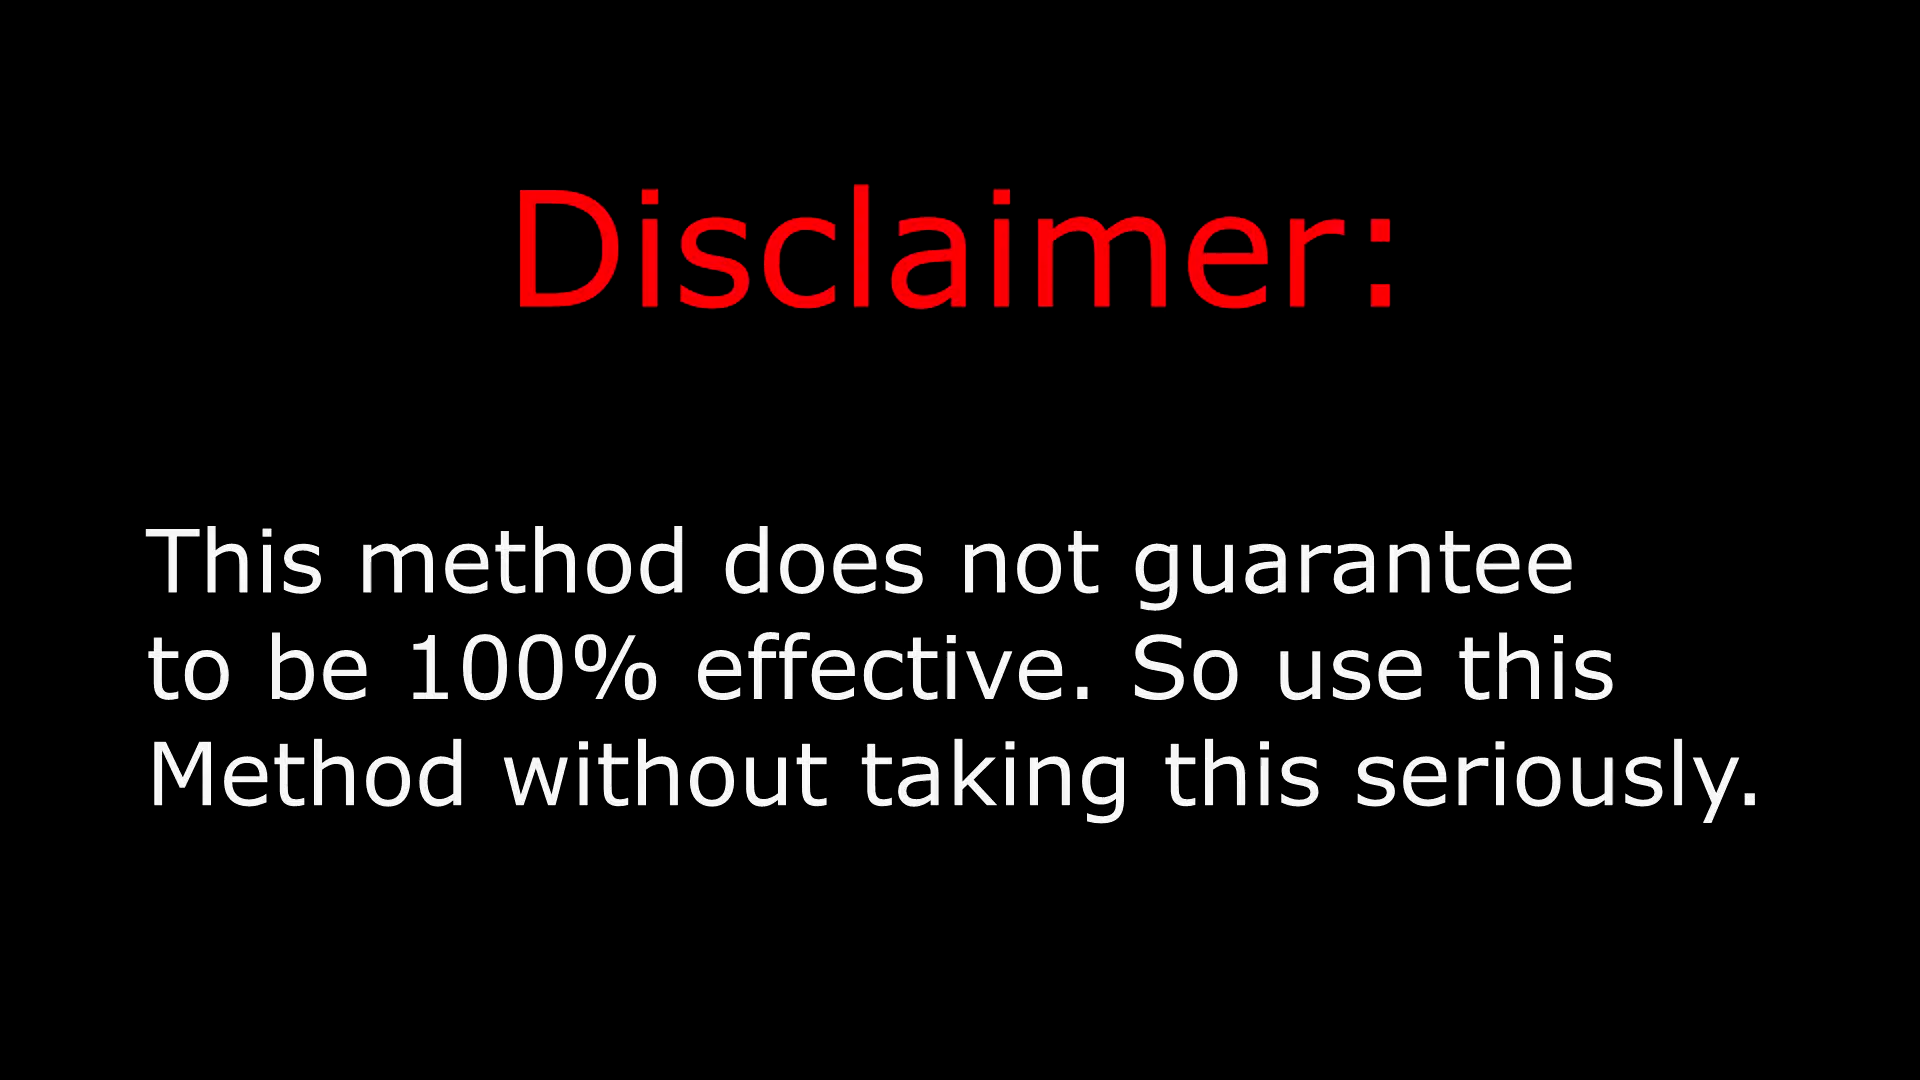 Disclaimer:
This method does not guarantee
to be 100% effective. So use this
Method without taking this seriously.